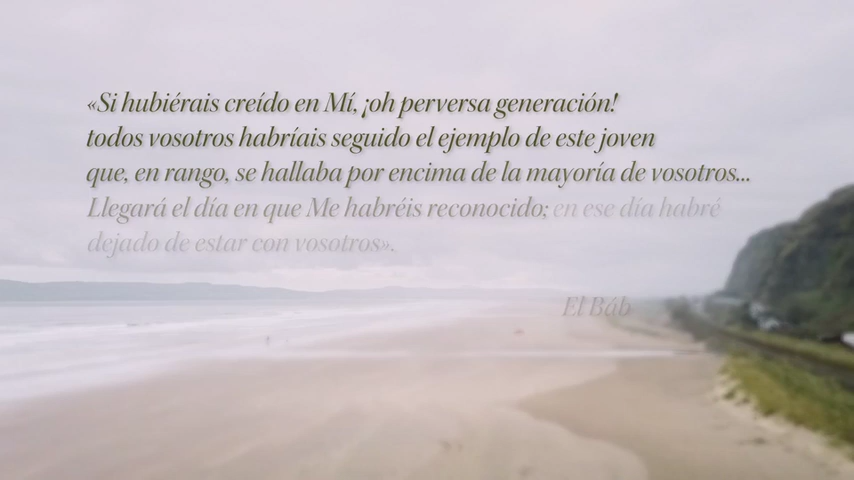 «Si hubiérais creído en Mí, ¡oh perversa generación!
todos vosotros habríais seguido el ejemplo de este joven
que, en rango, se hallaba por encima de la mayoría de vosotros...
Llegará el día en que Me habréis reconocido; en ese día habré
dejado de estar con vosotros».
El Báb